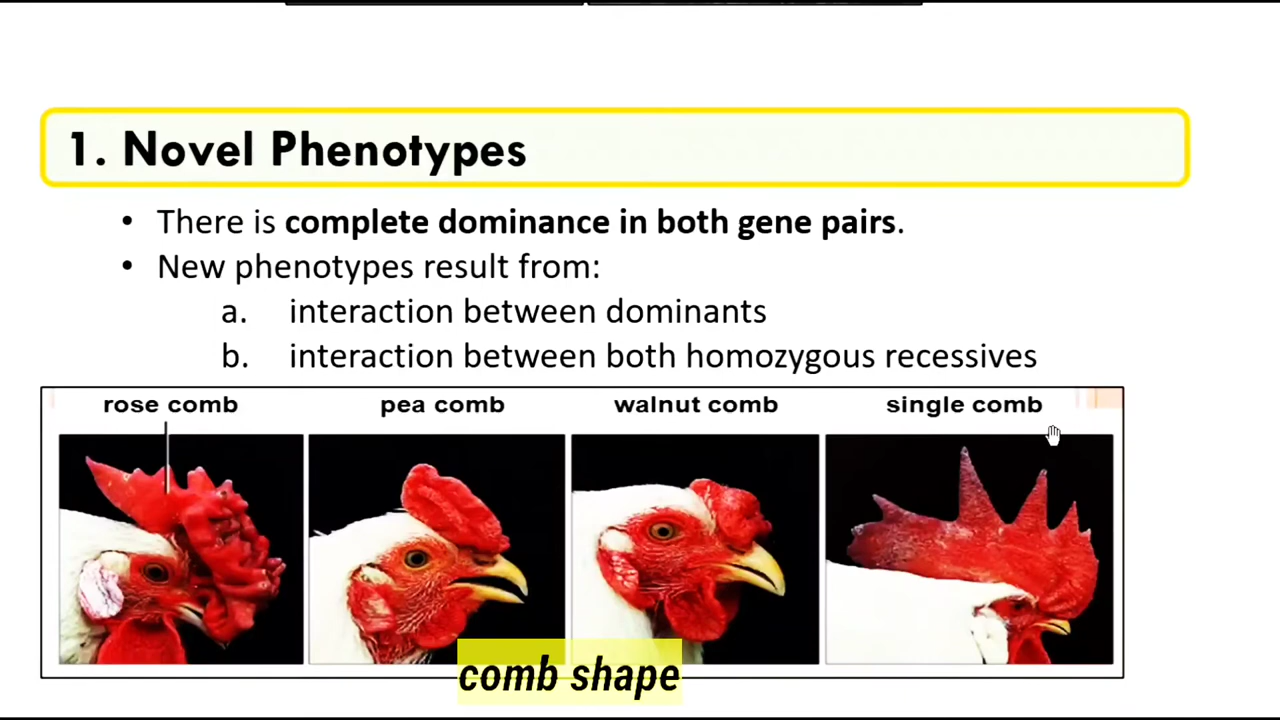 1. Novel Phenotypes
• There is complete dominance in both gene pairs.
• New phenotypes result from:
a. interaction between dominants
b. interaction between both homozygous recessives
rose comb pea comb walnut comb single comb
comb shape